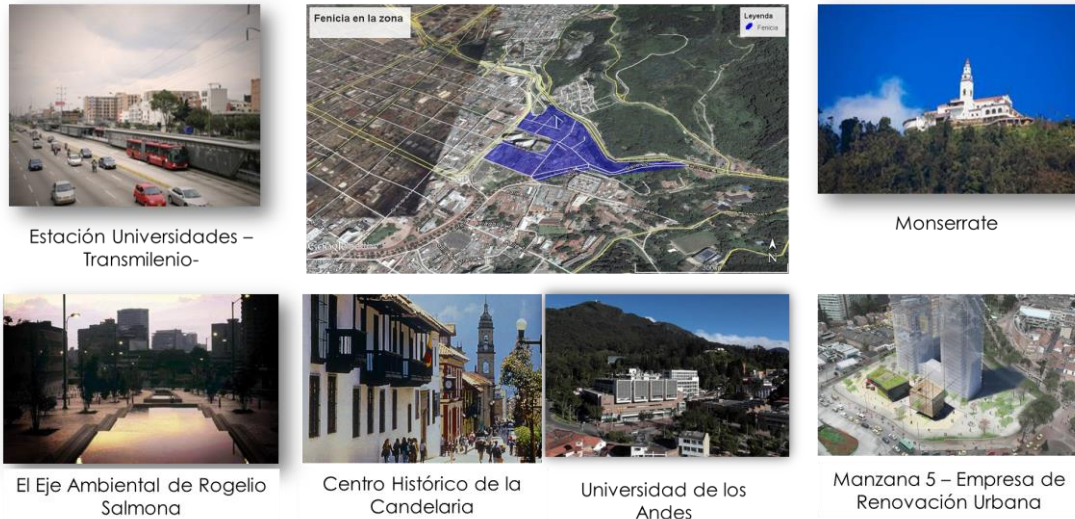 Fenicia en la zona
Leyenda
Fenicia
Google
Estación Universidades –
Transmilenio-
Monserrate
El Eje Ambiental de Rogelio
Salmona
Centro Histórico de la
Candelaria
Universidad de los
Andes
Manzana 5 – Empresa de
Renovación Urbana